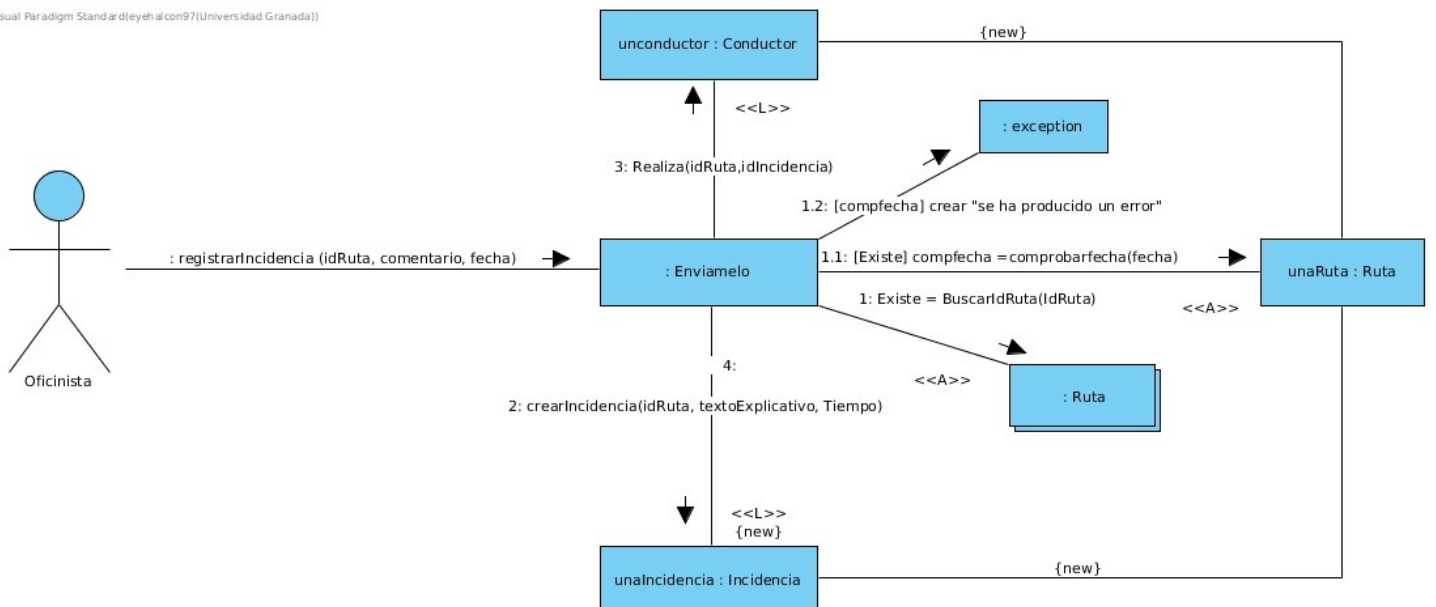 sual Paradigm Standard(eyehalcon97(Universidad Granada))
unconductor : Conductor
{new}
<<L>>
: exception
3: Realiza(idRuta,idIncidencia)
1.2: [compfecha] crear "se ha producido un error"
: registrarIncidencia (idRuta, comentario, fecha)
: Enviamelo
1.1: [Existe] compfecha =comprobarfecha(fecha)
unaRuta : Ruta
1: Existe = BuscarIdRuta(IdRuta)
<<A>>
Oficinista
4:
<<A>>
: Ruta
2: crearIncidencia(idRuta, textoExplicativo, Tiempo)
<<L>>
{new}
unaIncidencia : Incidencia
{new}